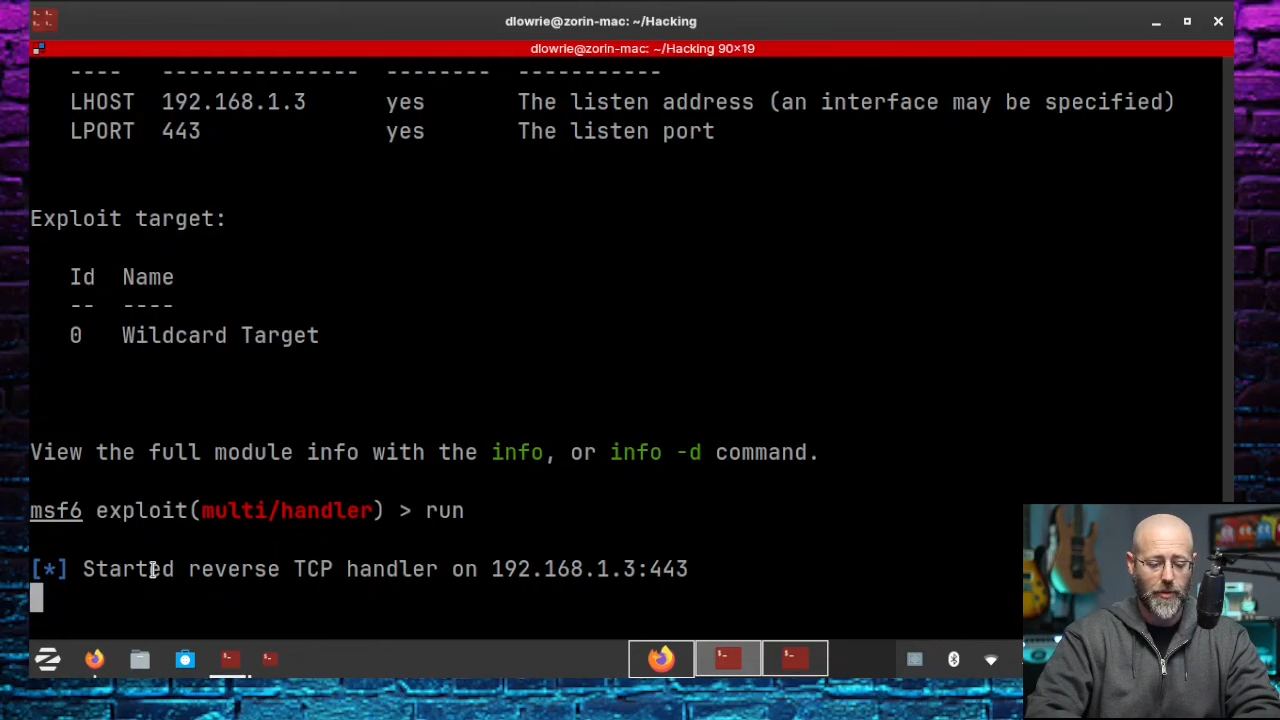 dlowrie@zorin-mac: ~/Hacking
dlowrie@zorin-mac: ~/Hacking 90×19
---- --------------- -------- -----------
LHOST 192.168.1.3 yes The listen address (an interface may be specified)
LPORT 443 yes The listen port
Exploit target:
Id Name
-- ----
0 Wildcard Target
View the full module info with the info, or info -d command.
msf6 exploit(multi/handler) > run
[*] Started reverse TCP handler on 192.168.1.3:443